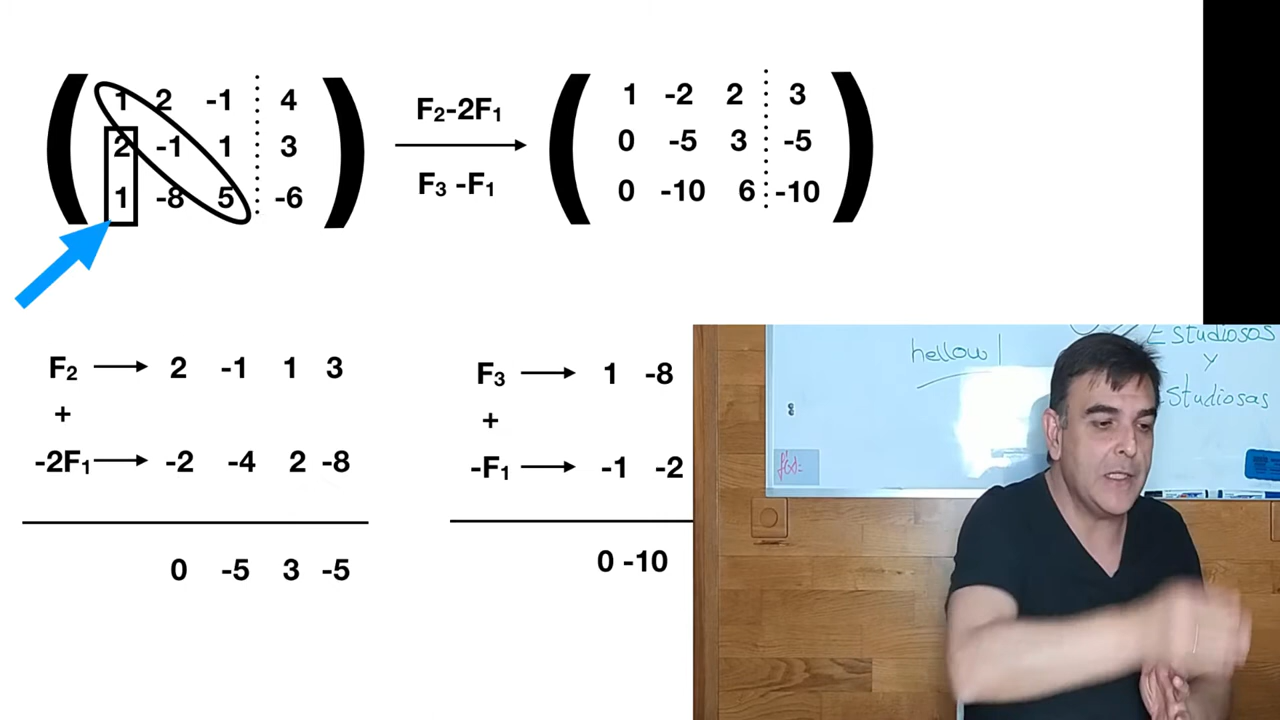 1 2 -1 4
2 -1 1 3
1 -8 5 -6
F₂-2F₁
F₃ -F₁
1 -2 2 3
0 -5 3 -5
0 -10 6 -10
F₂ → 2 -1 1 3
+
-2F₁ → -2 -4 2 -8
0 -5 3 -5
F₃ → 1 -8
+
-F₁ → -1 -2
0 -10
hellow!
Estudiosos
y
Estudiosas
f(x)=